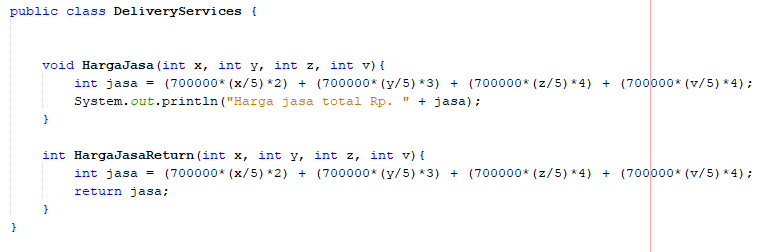 public class DeliveryServices {
void HargaJasa(int x, int y, int z, int v){
int jasa = (700000*(x/5)*2) + (700000*(y/5)*3) + (700000*(z/5)*4) + (700000*(v/5)*4);
System.out.println("Harga jasa total Rp. " + jasa);
}
int HargaJasaReturn(int x, int y, int z, int v){
int jasa = (700000*(x/5)*2) + (700000*(y/5)*3) + (700000*(z/5)*4) + (700000*(v/5)*4);
return jasa;
}
}